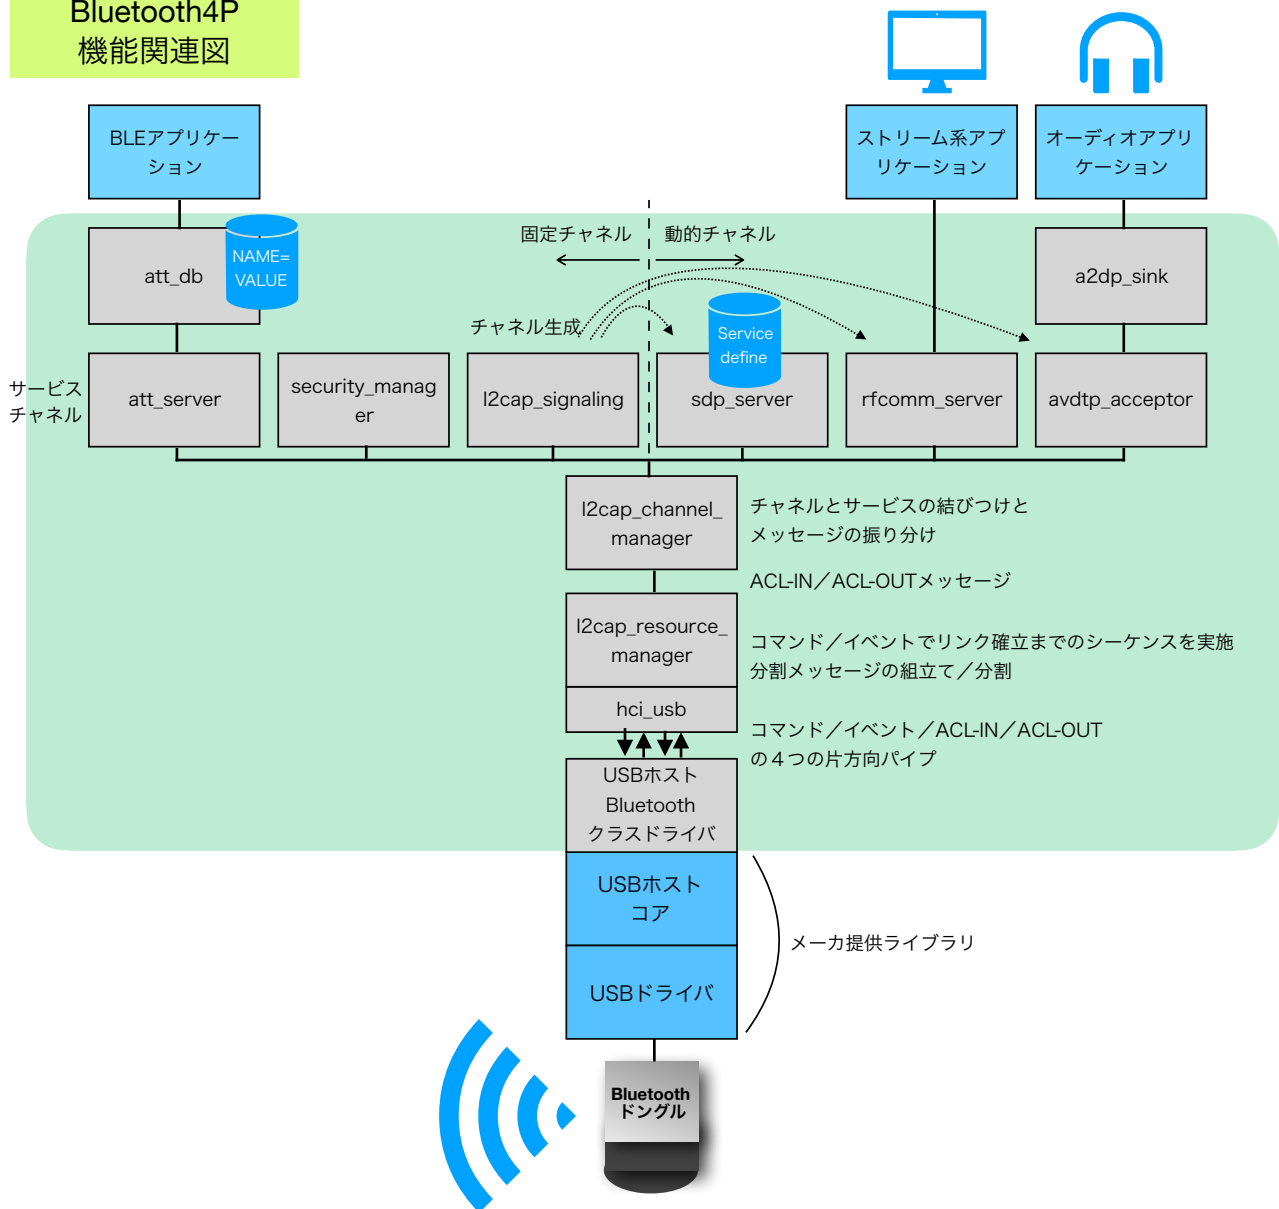 Bluetooth4P
機能関連図
BLEアプリケー
ション
ストリーム系アプ
リケーション
オーディオアプリ
ケーション
固定チャネル
動的チャネル
att_db
NAME=
VALUE
a2dp_sink
チャネル生成
Service
define
サービス
チャネル
att_server
security_manag
er
l2cap_signaling
sdp_server
rfcomm_server
avdtp_acceptor
l2cap_channel_
manager
チャネルとサービスの結びつけと
メッセージの振り分け
ACL-IN／ACL-OUTメッセージ
l2cap_resource_
manager
コマンド／イベントでリンク確立までのシーケンスを実施
分割メッセージの組立て／分割
hci_usb
コマンド／イベント／ACL-IN／ACL-OUT
の４つの片方向パイプ
USBホスト
Bluetooth
クラスドライバ
USBホスト
コア
メーカ提供ライブラリ
USBドライバ
Bluetooth
ドングル